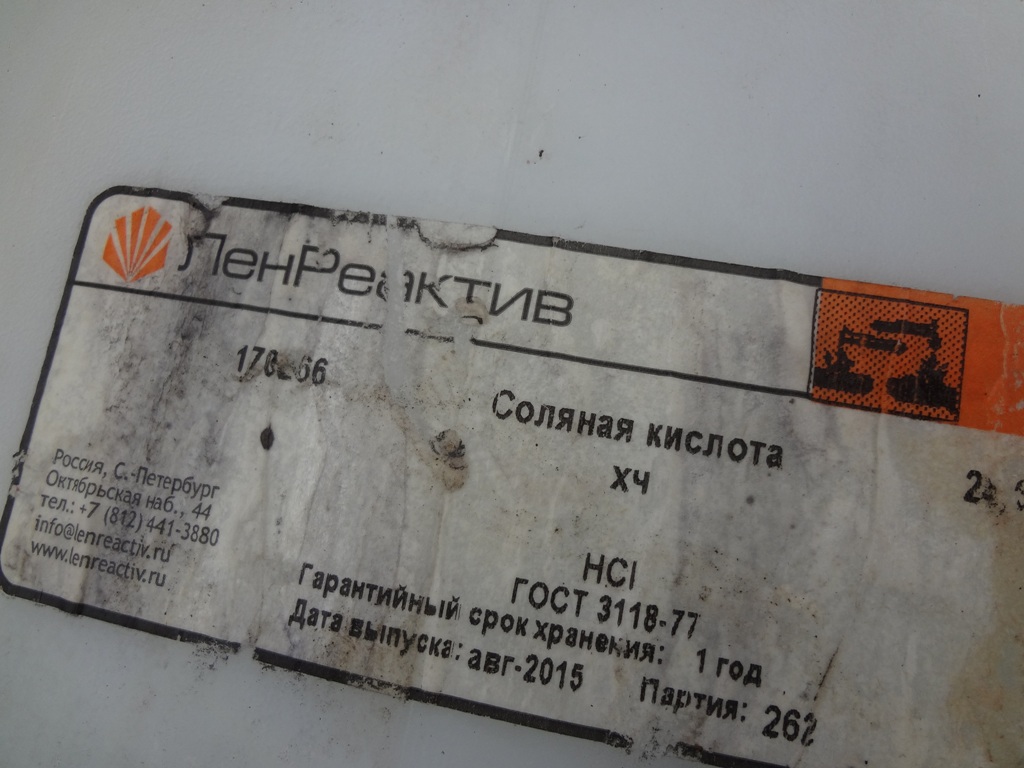 ЛенРеактив
Соляная кислота
ХЧ
Россия, С.-Петербург
Октябрьская наб., 44
тел.: +7 (812) 441-3880
info@lenreactiv.ru
www.lenreactiv.ru
HCl
ГОСТ 3118-77
Гарантийный срок хранения: 1 год
Дата выпуска: авг-2015 Партия: 262